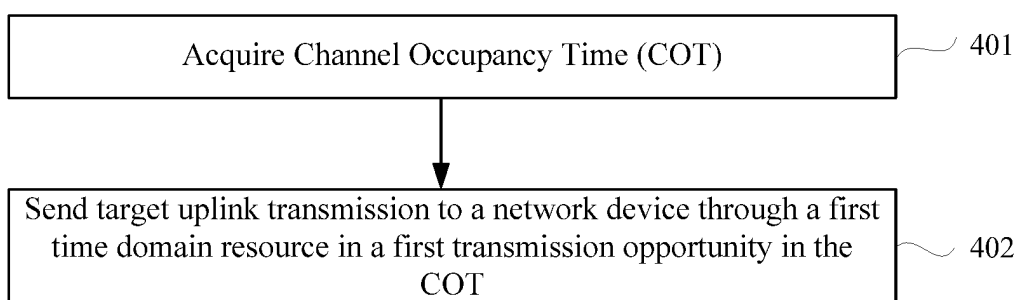 Acquire Channel Occupancy Time (COT)
401
Send target uplink transmission to a network device through a first
time domain resource in a first transmission opportunity in the
COT
402